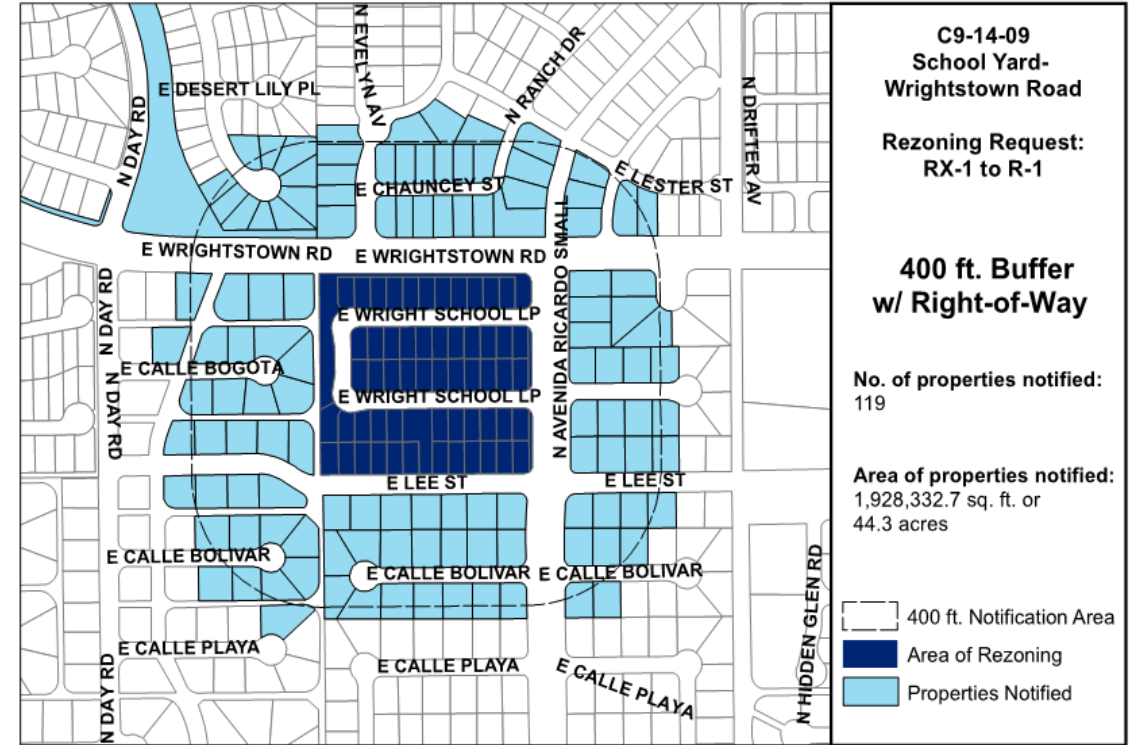 C9-14-09
School Yard-
Wrightstown Road
Rezoning Request:
RX-1 to R-1
400 ft. Buffer
w/ Right-of-Way
No. of properties notified:
119
Area of properties notified:
1,928,332.7 sq. ft. or
44.3 acres
400 ft. Notification Area
Area of Rezoning
Properties Notified
N EVELYN AV
N RANCH DR
E DESERT LILY PL
N DAY RD
N DRIFTER AV
E CHAUNCEY ST
E LESTER ST
E WRIGHTSTOWN RD
E WRIGHTSTOWN RD
N AVENIDA RICARDO SMALL
N DAY RD
E WRIGHT SCHOOL LP
E CALLE BOGOTA
N DAY RD
E WRIGHT SCHOOL LP
E LEE ST
E LEE ST
E CALLE BOLIVAR
E CALLE BOLIVAR
E CALLE BOLIVAR
N HIDDEN GLEN RD
E CALLE PLAYA
E CALLE PLAYA
E CALLE PLAYA
N DAY RD